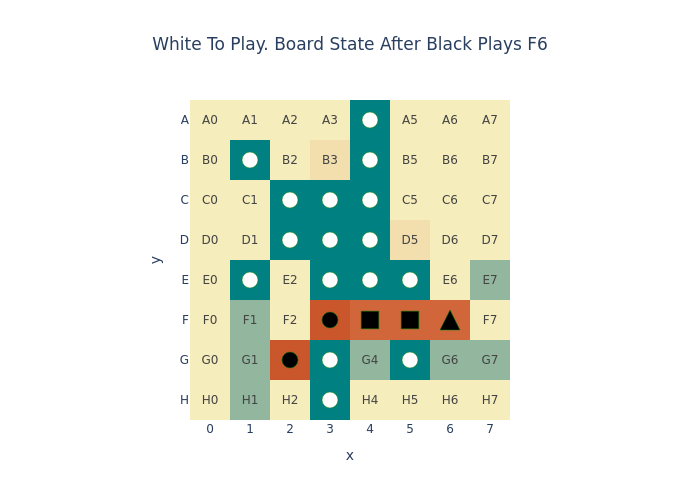 White To Play. Board State After Black Plays F6
A A0 A1 A2 A3 A5 A6 A7
B B0 B2 B3 B5 B6 B7
C C0 C1 C5 C6 C7
D D0 D1 D5 D6 D7
y
E E0 E2 E6 E7
F F0 F1 F2 F7
G G0 G1 G4 G6 G7
H H0 H1 H2 H4 H5 H6 H7
0 1 2 3 4 5 6 7
x